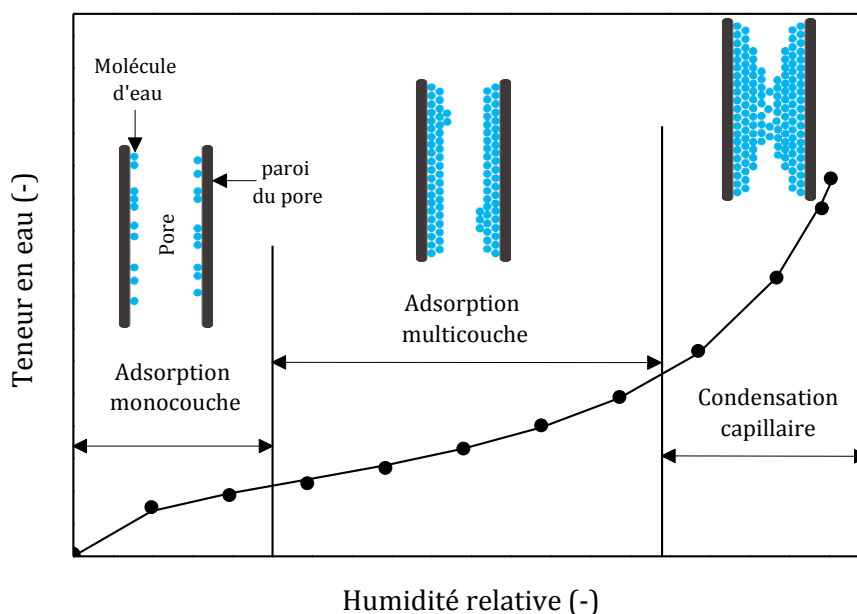 Molécule
d'eau
paroi
du pore
Pore
Adsorption
monocouche
Adsorption
multicouche
Condensation
capillaire
Teneur en eau (-)
Humidité relative (-)